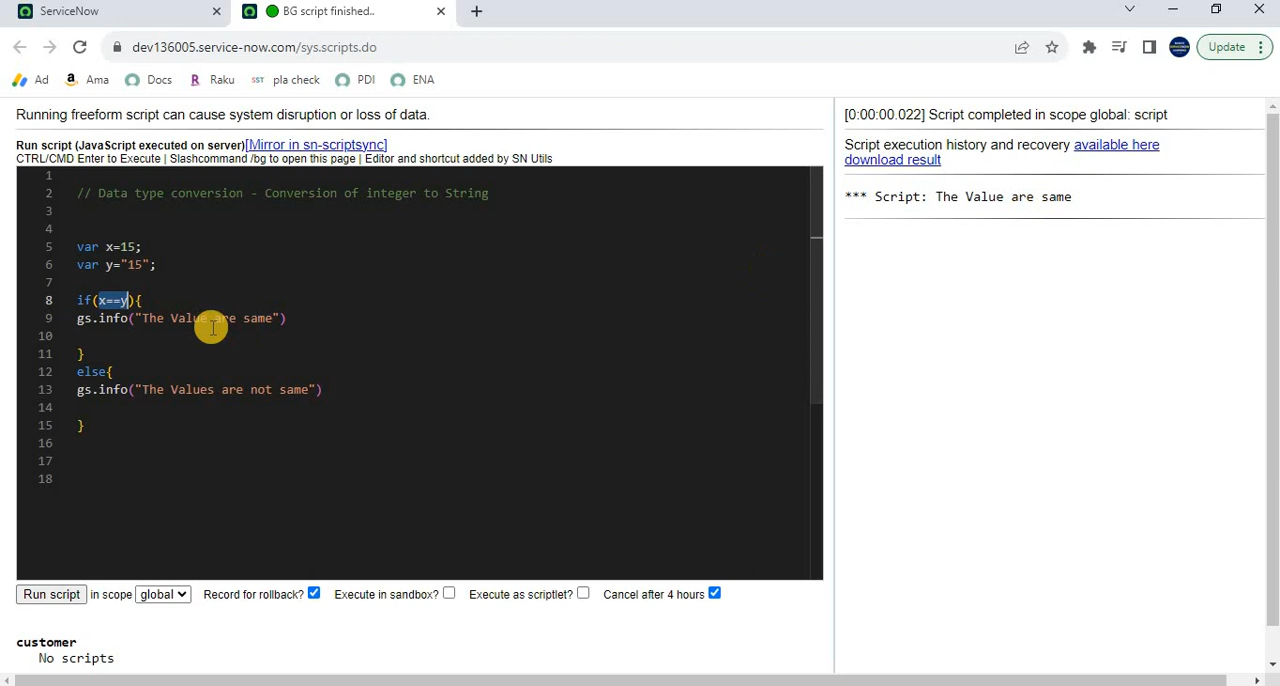 ServiceNow
BG script finished..
dev136005.service-now.com/sys.scripts.do
Update
Ad
Ama
Docs
Raku
SST pla check
PDI
ENA
Running freeform script can cause system disruption or loss of data.
Run script (JavaScript executed on server)[Mirror in sn-scriptsync]
CTRL/CMD Enter to Execute | Slashcommand /bg to open this page | Editor and shortcut added by SN Utils
1
2 // Data type conversion - Conversion of integer to String
3
4
5 var x=15;
6 var y="15";
7
8 if(x==y){
9 gs.info("The Value are same")
10
11 }
12 else{
13 gs.info("The Values are not same")
14
15 }
16
17
18
Run script in scope global Record for rollback? Execute in sandbox? Execute as scriptlet? Cancel after 4 hours
customer
No scripts
[0:00:00.022] Script completed in scope global: script
Script execution history and recovery available here
download result
*** Script: The Value are same